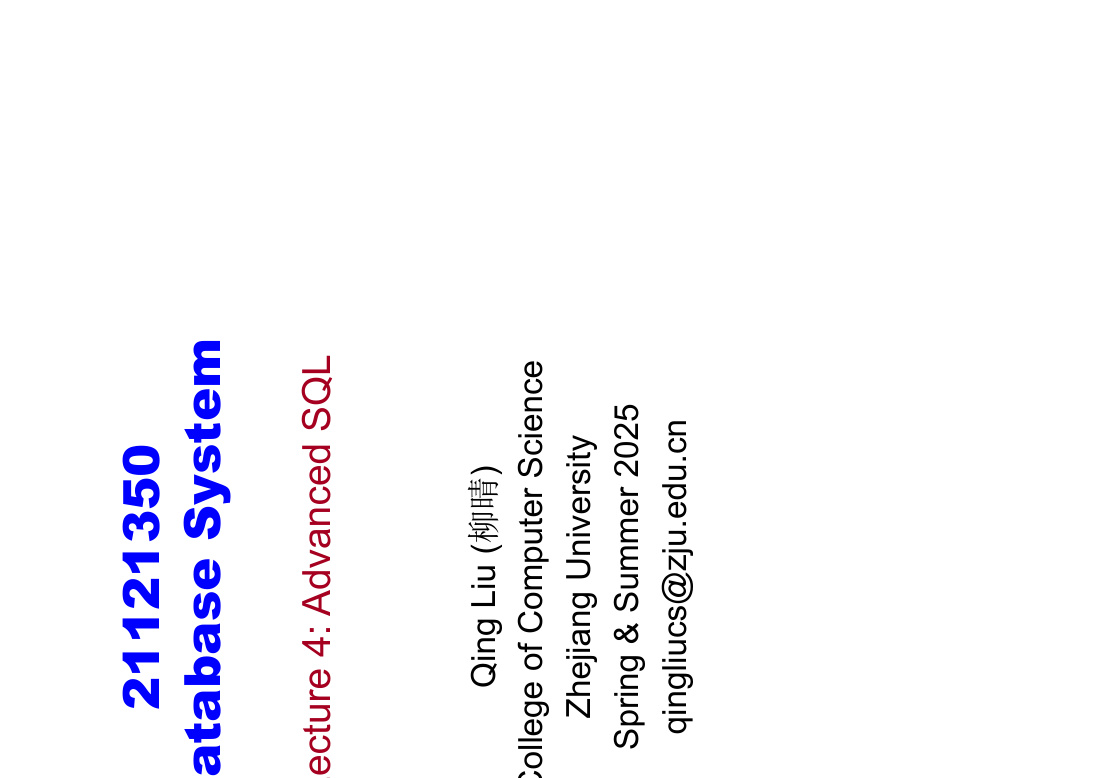 21121350
atabase System
ecture 4: Advanced SQL
Qing Liu (柳晴)
College of Computer Science
Zhejiang University
Spring & Summer 2025
qingliucs@zju.edu.cn